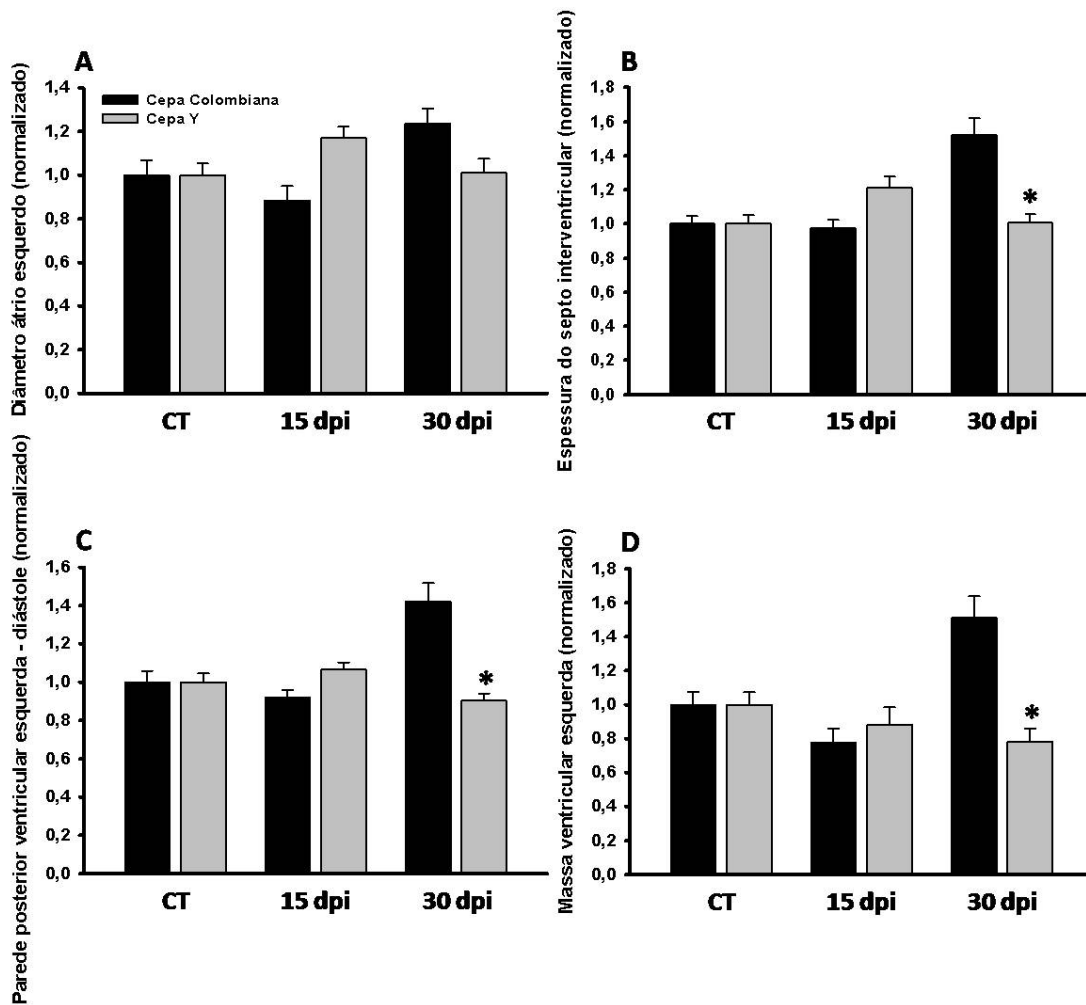 A
Diâmetro átrio esquerdo (normalizado)
1,4
1,2
1,0
0,8
0,6
0,4
0,2
0,0
Cepa Colombiana
Cepa Y
CT
15 dpi
30 dpi
B
Espessura do septo interventricular (normalizado)
1,8
1,6
1,4
1,2
1,0
0,8
0,6
0,4
0,2
0,0
*
CT
15 dpi
30 dpi
C
Parede posterior ventricular esquerda - diástole (normalizado)
1,6
1,4
1,2
1,0
0,8
0,6
0,4
0,2
0,0
*
CT
15 dpi
30 dpi
D
Massa ventricular esquerda (normalizado)
1,8
1,6
1,4
1,2
1,0
0,8
0,6
0,4
0,2
0,0
*
CT
15 dpi
30 dpi